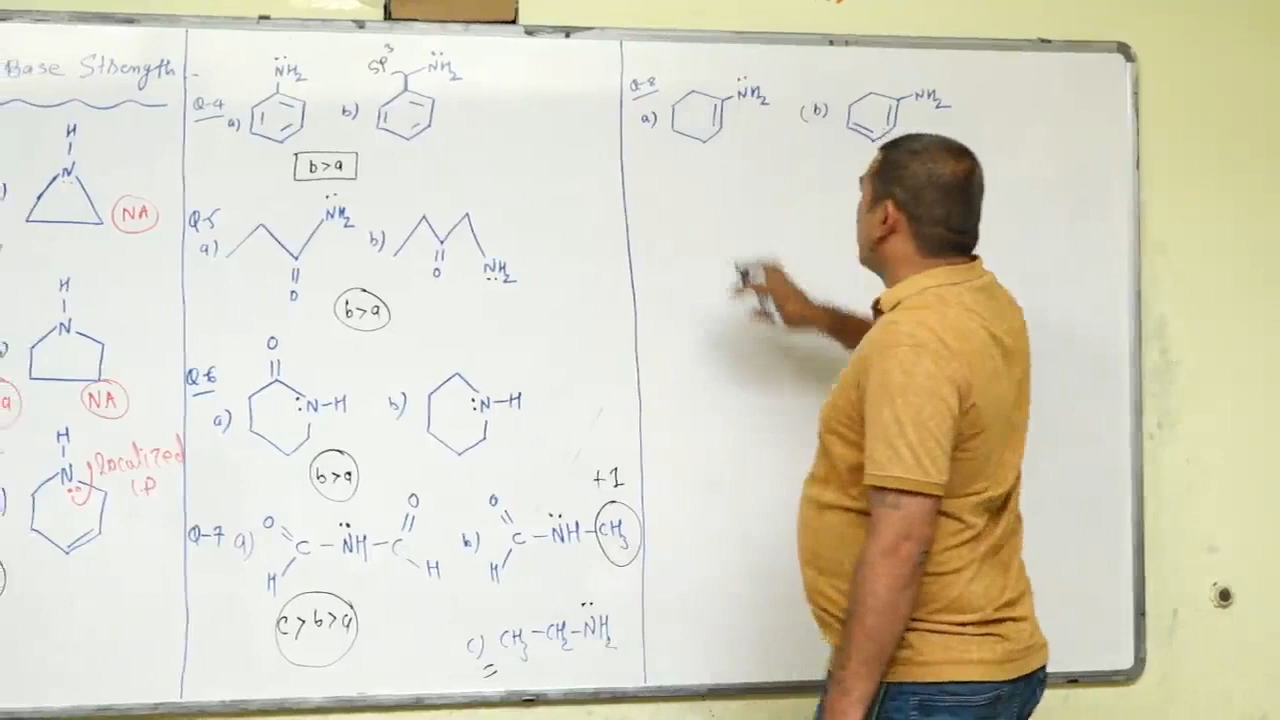 Base Strength -
H
N
NA
H
N
NA
H
N
localized
l.p
Q-4
a) NH2
b) SP3 NH2
b>a
Q-5
a) NH2
O
b) O
NH2
b>a
Q-6
a) O
N-H
b) N-H
b>a
Q-7 a) O C - NH - C O
H H
b) O C - NH - CH3
H
+I
c>b>a
c) CH3-CH2-NH2
Q-8
a) NH2
(b) NH2